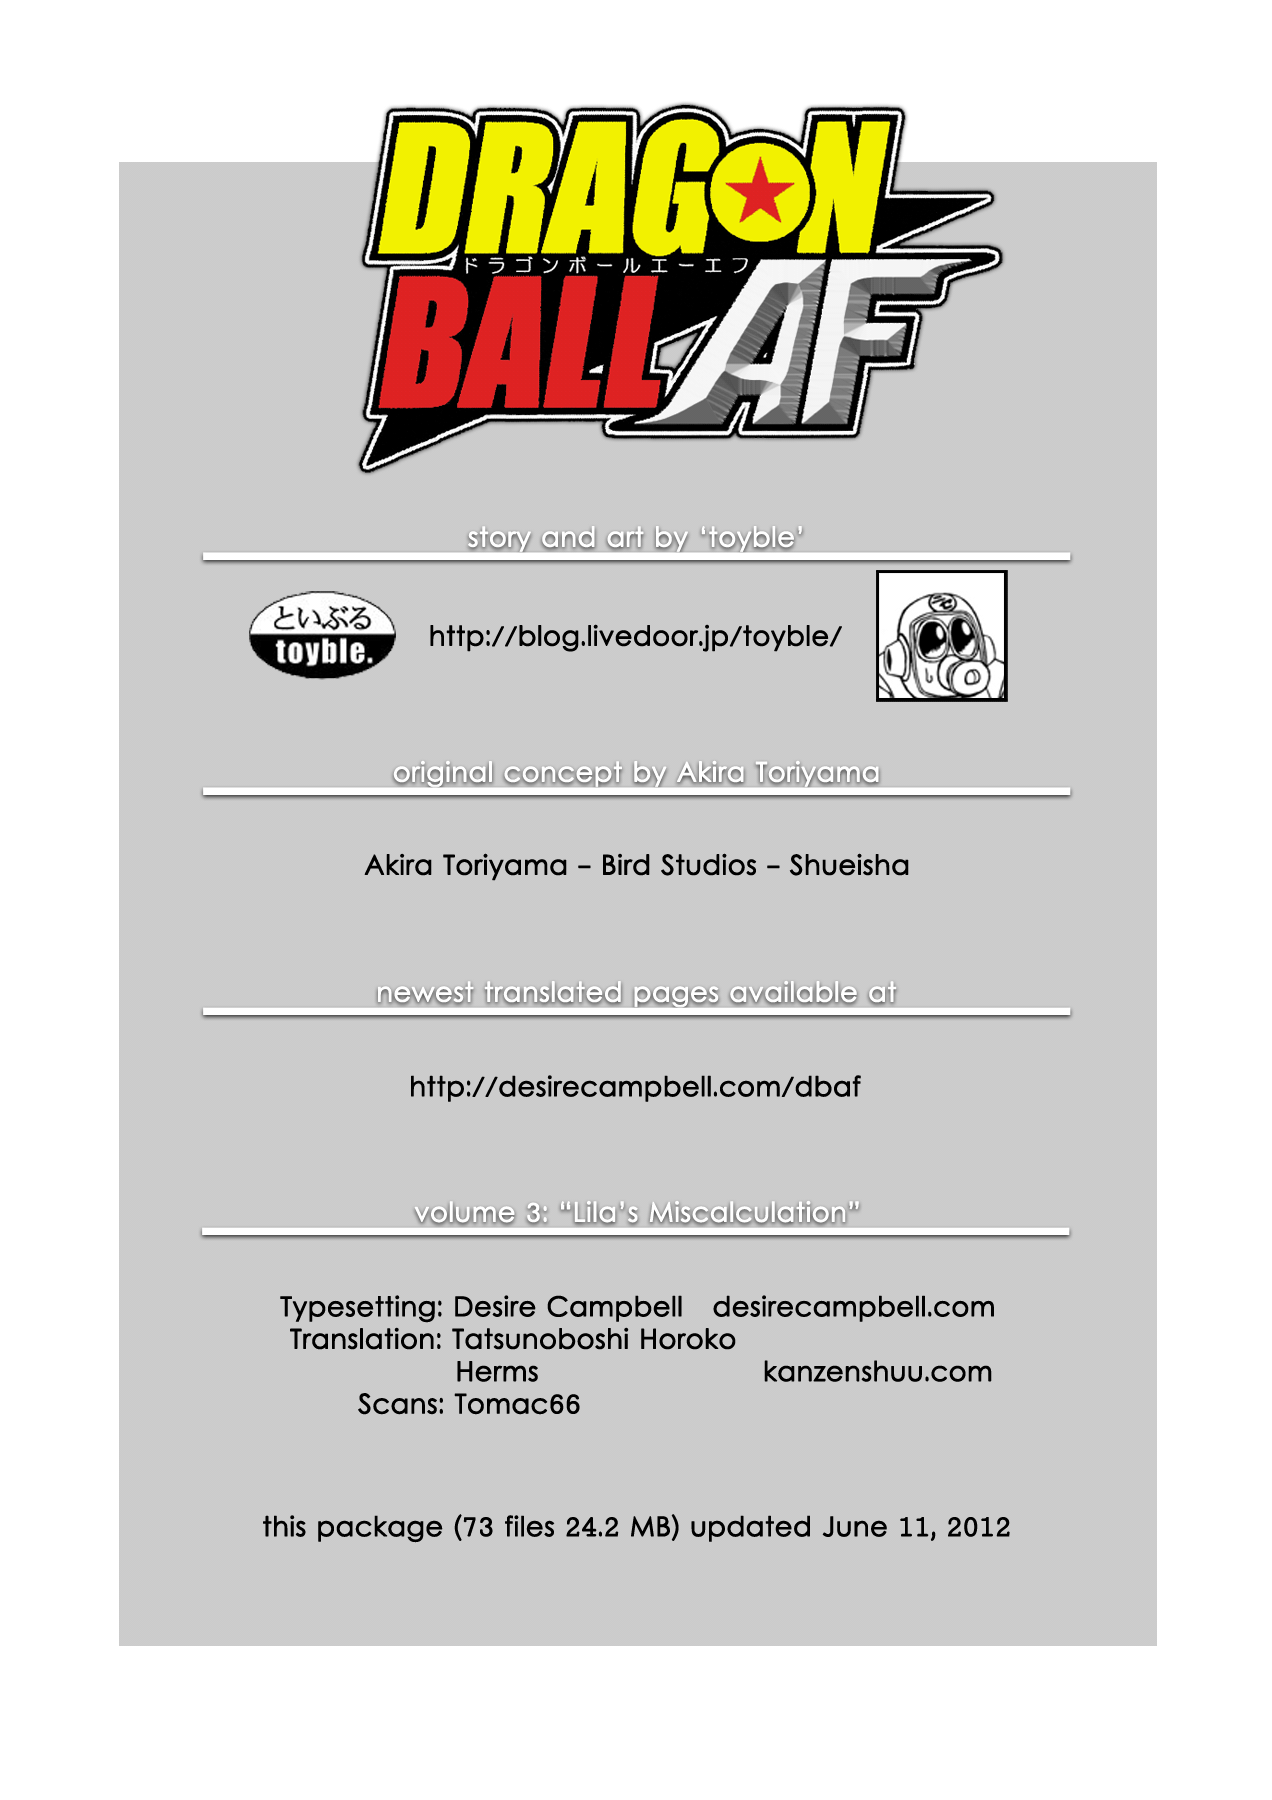 DRAGON
ドラゴンボールエーエフ
BALL AF
story and art by ‘toyble’
といぶる
toyble.
http://blog.livedoor.jp/toyble/
original concept by Akira Toriyama
Akira Toriyama – Bird Studios – Shueisha
newest translated pages available at
http://desirecampbell.com/dbaf
volume 3: “Lila’s Miscalculation”
Typesetting: Desire Campbell desirecampbell.com
Translation: Tatsunoboshi Horoko
Herms kanzenshuu.com
Scans: Tomac66
this package (73 files 24.2 MB) updated June 11, 2012